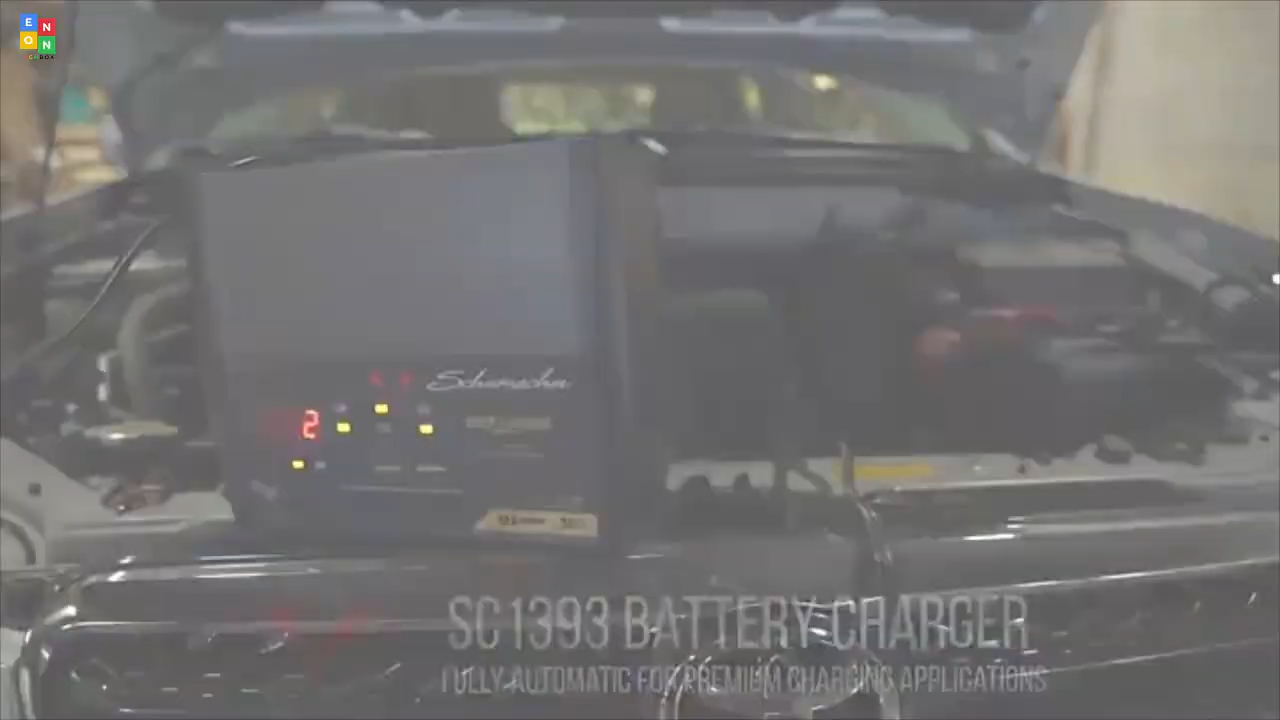 E N
O N
Schumacher
2
SC1393 BATTERY CHARGER
FULLY AUTOMATIC FOR PREMIUM CHARGING APPLICATIONS